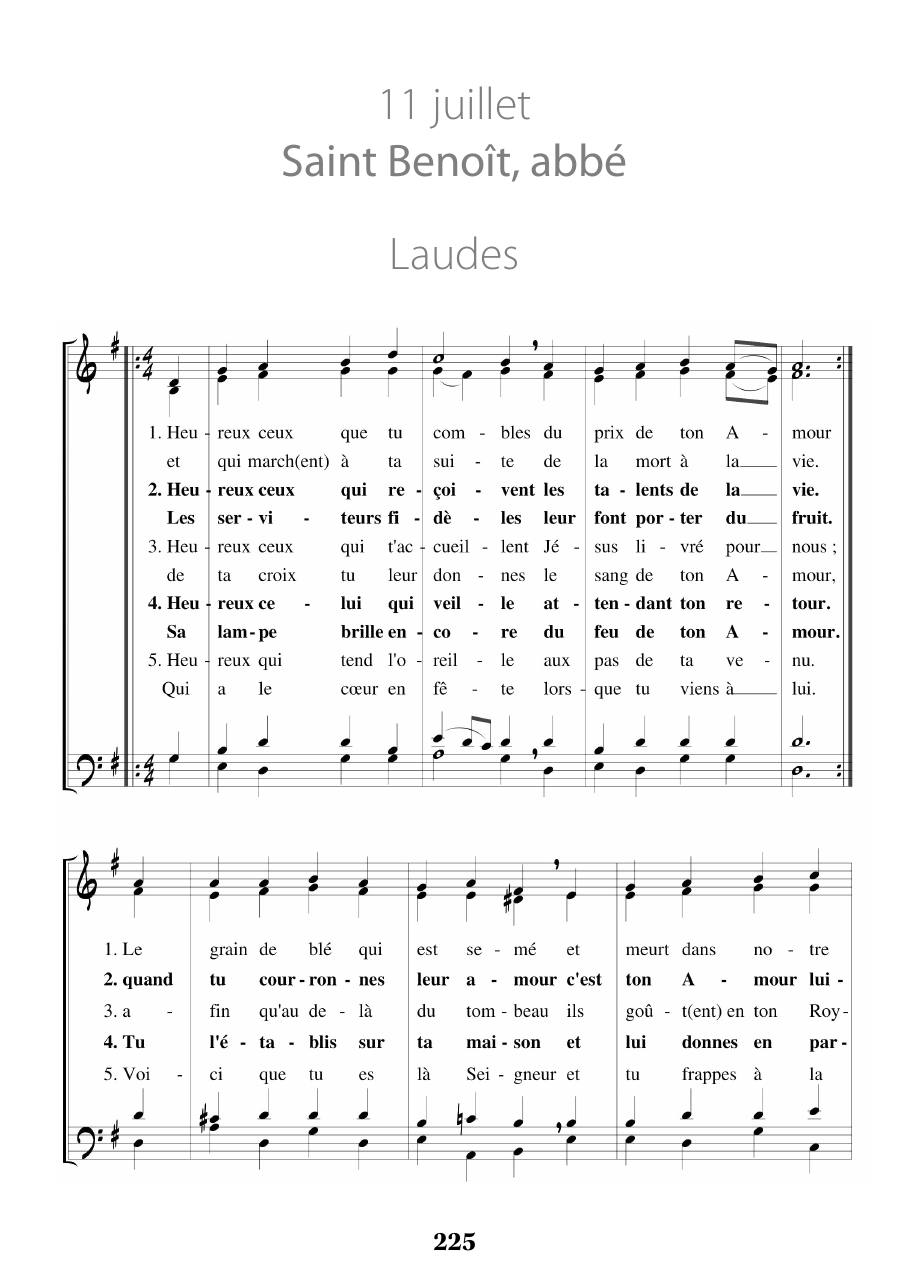 11 juillet
Saint Benoît, abbé
Laudes
4
4
1. Heu - reux ceux que tu com - bles du prix de ton A - mour
et qui march(ent) à ta sui - te de la mort à la vie.
2. Heu - reux ceux qui re - çoi - vent les ta - lents de la vie.
Les ser - vi - teurs fi - dè - les leur font por - ter du fruit.
3. Heu - reux ceux qui t'ac - cueil - lent Jé - sus li - vré pour nous ;
de ta croix tu leur don - nes le sang de ton A - mour,
4. Heu - reux ce - lui qui veil - le at - ten - dant ton re - tour.
Sa lam - pe brille en - co - re du feu de ton A - mour.
5. Heu - reux qui tend l'o - reil - le aux pas de ta ve - nu.
Qui a le cœur en fê - te lors - que tu viens à lui.
4
4
1. Le grain de blé qui est se - mé et meurt dans no - tre
2. quand tu cour - ron - nes leur a - mour c'est ton A - mour lui -
3. a - fin qu'au de - là du tom - beau ils goû - t(ent) en ton Roy -
4. Tu l'é - ta - blis sur ta mai - son et lui donnes en par -
5. Voi - ci que tu es là Sei - gneur et tu frappes à la
225